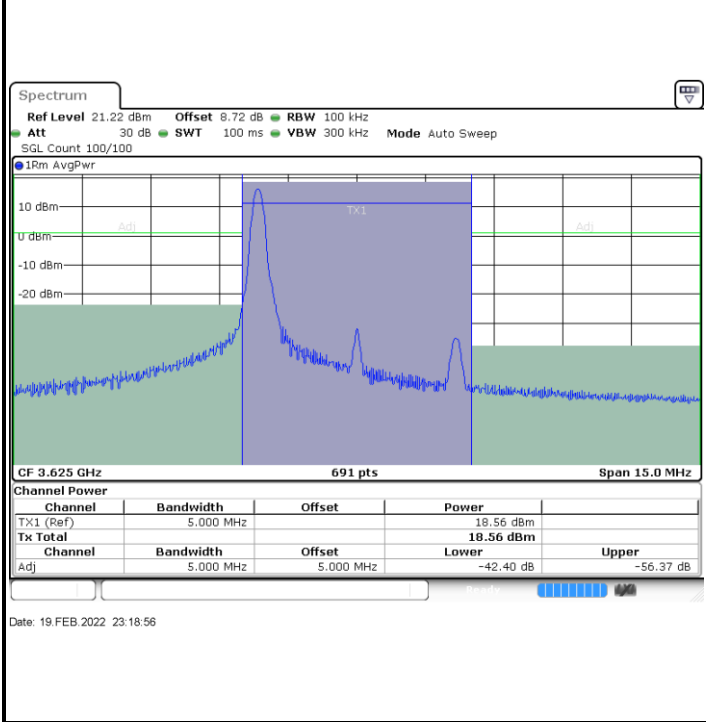 Spectrum
Ref Level 21.22 dBm Offset 8.72 dB RBW 100 kHz
Att 30 dB SWT 100 ms VBW 300 kHz Mode Auto Sweep
SGL Count 100/100
1Rm AvgPwr
10 dBm
TX1
Adj Adj
0 dBm
-10 dBm
-20 dBm
CF 3.625 GHz 691 pts Span 15.0 MHz
Channel Power
Channel Bandwidth Offset Power
TX1 (Ref) 5.000 MHz 18.56 dBm
Tx Total 18.56 dBm
Channel Bandwidth Offset Lower Upper
Adj 5.000 MHz 5.000 MHz -42.40 dB -56.37 dB
Ready
Date: 19.FEB.2022 23:18:56